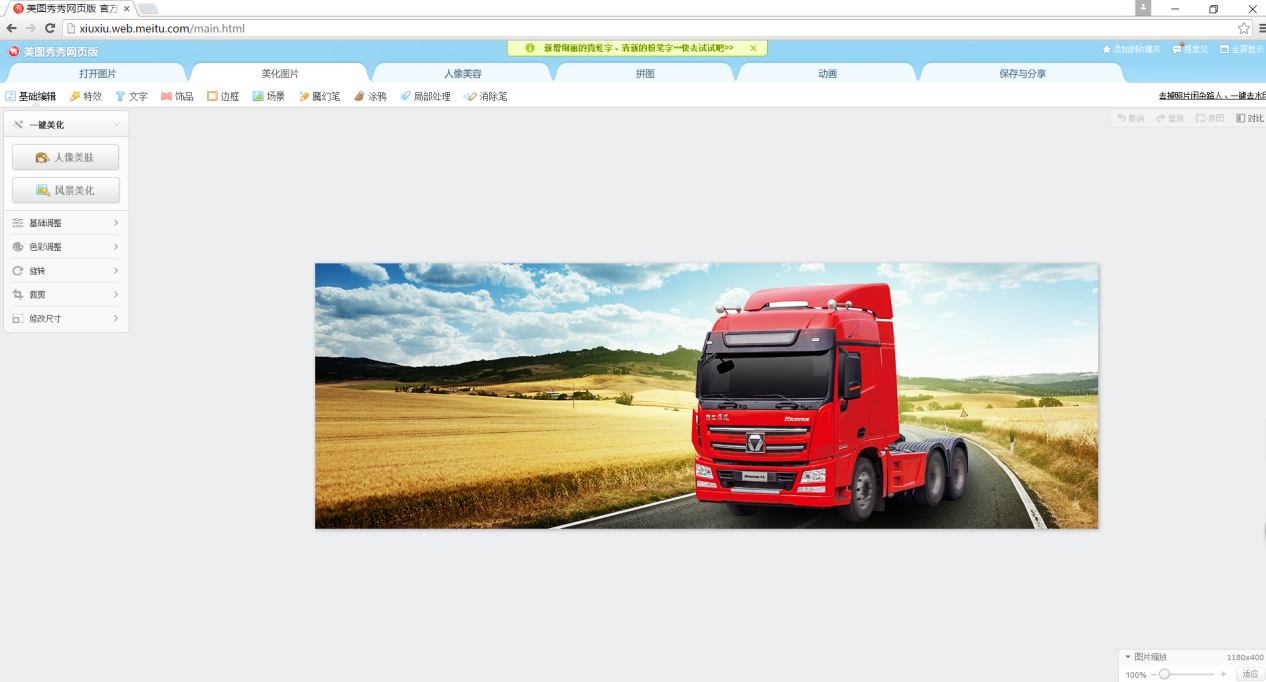 美图秀秀网页版 官方
xiuxiu.web.meitu.com/main.html
美图秀秀网页版
新增绚丽的霓虹字、清新的粉笔字--快去试试吧>>
添加到收藏夹
提意见
全屏显示
打开图片
美化图片
人像美容
拼图
动画
保存与分享
基础编辑
特效
文字
饰品
边框
场景
魔幻笔
涂鸦
局部处理
消除笔
去掉照片闲杂路人、一键去水印
一键美化
撤销
重做
原图
对比
人像美肤
风景美化
基础调整
色彩调整
旋转
裁剪
修改尺寸
图片缩放
1180x400
100%
适应